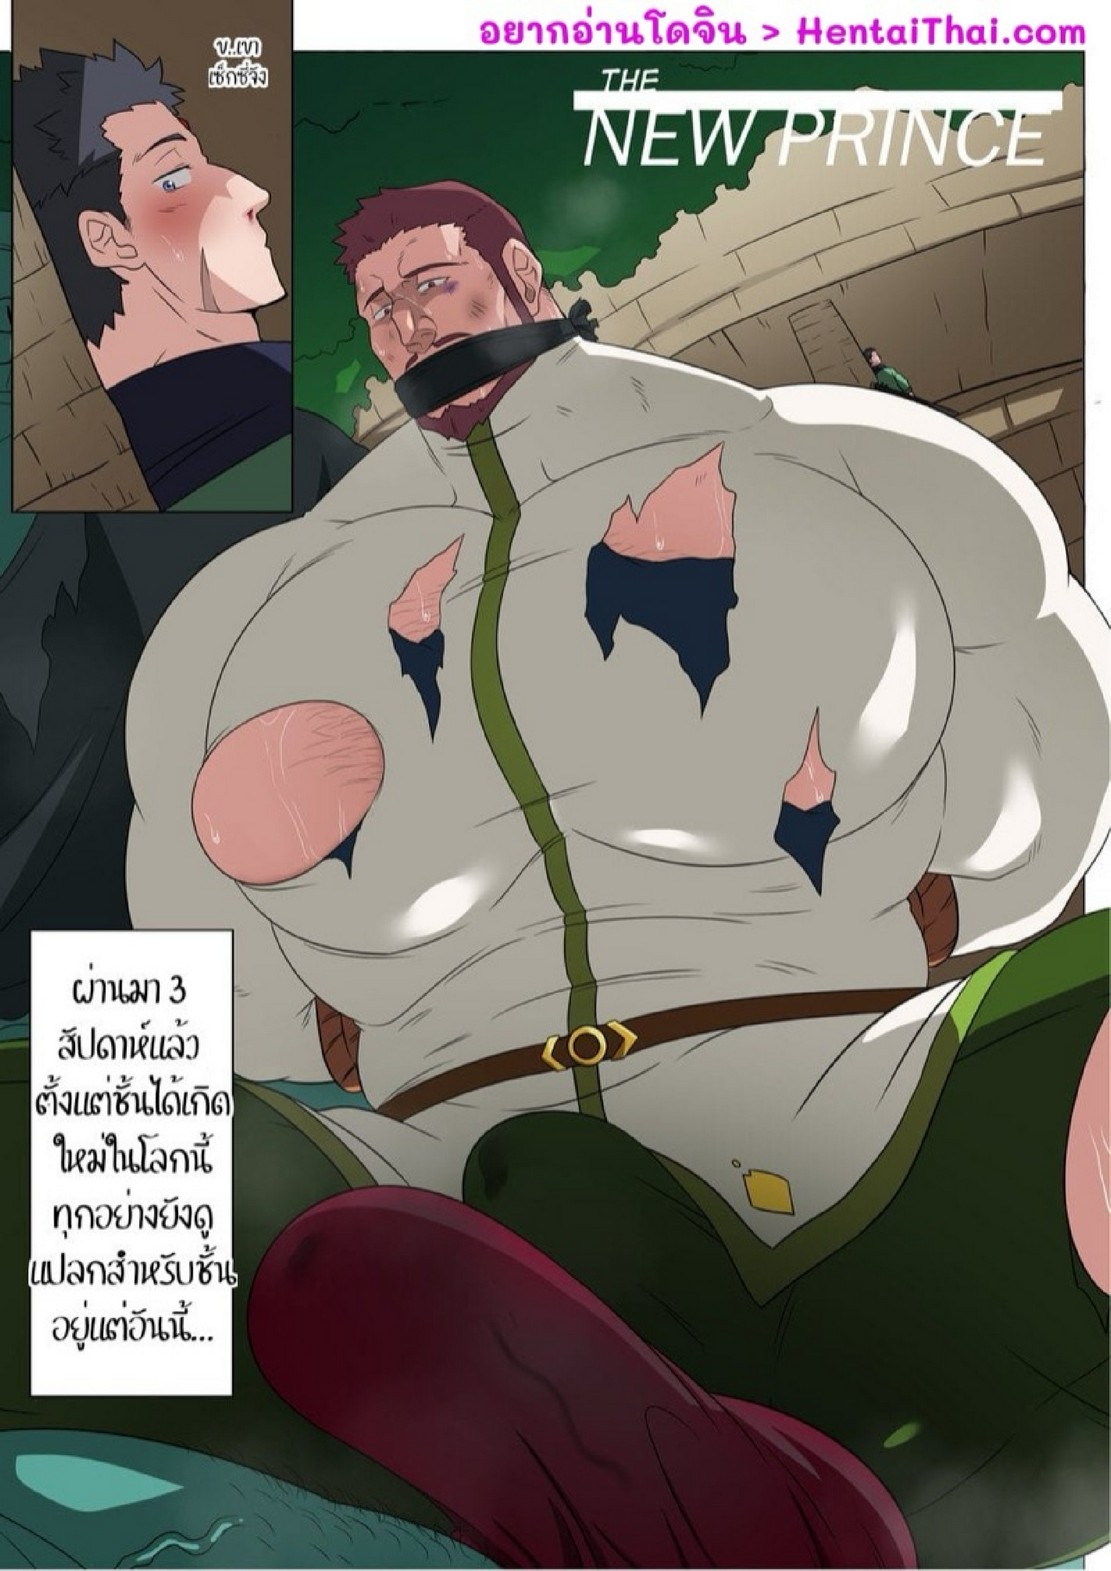 อยากอ่านโดจิน > HentaiThai.com
ข..เขา
เซ็กซี่จัง
THE
NEW PRINCE
ผ่านมา 3
สัปดาห์แล้ว
ตั้งแต่ชั้นได้เกิด
ใหม่ในโลกนี้
ทุกอย่างยังดู
แปลกสำหรับชั้น
อยู่แต่อันนี้...